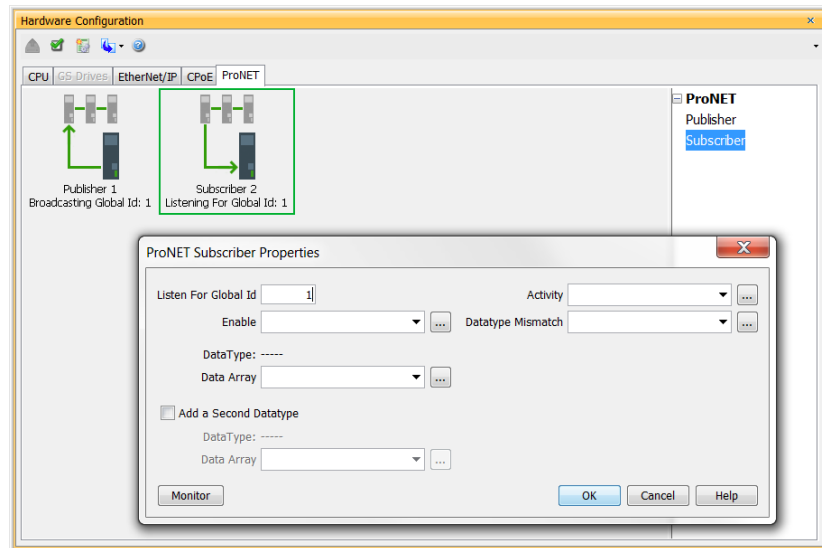 Hardware Configuration
CPU GS Drives EtherNet/IP CPoE ProNET
Publisher 1
Broadcasting Global Id: 1
Subscriber 2
Listening For Global Id: 1
ProNET
Publisher
Subscriber
ProNET Subscriber Properties
Listen For Global Id 1
Activity
...
Enable
...
Datatype Mismatch
...
DataType: -----
Data Array
...
Add a Second Datatype
DataType: -----
Data Array
...
Monitor OK Cancel Help